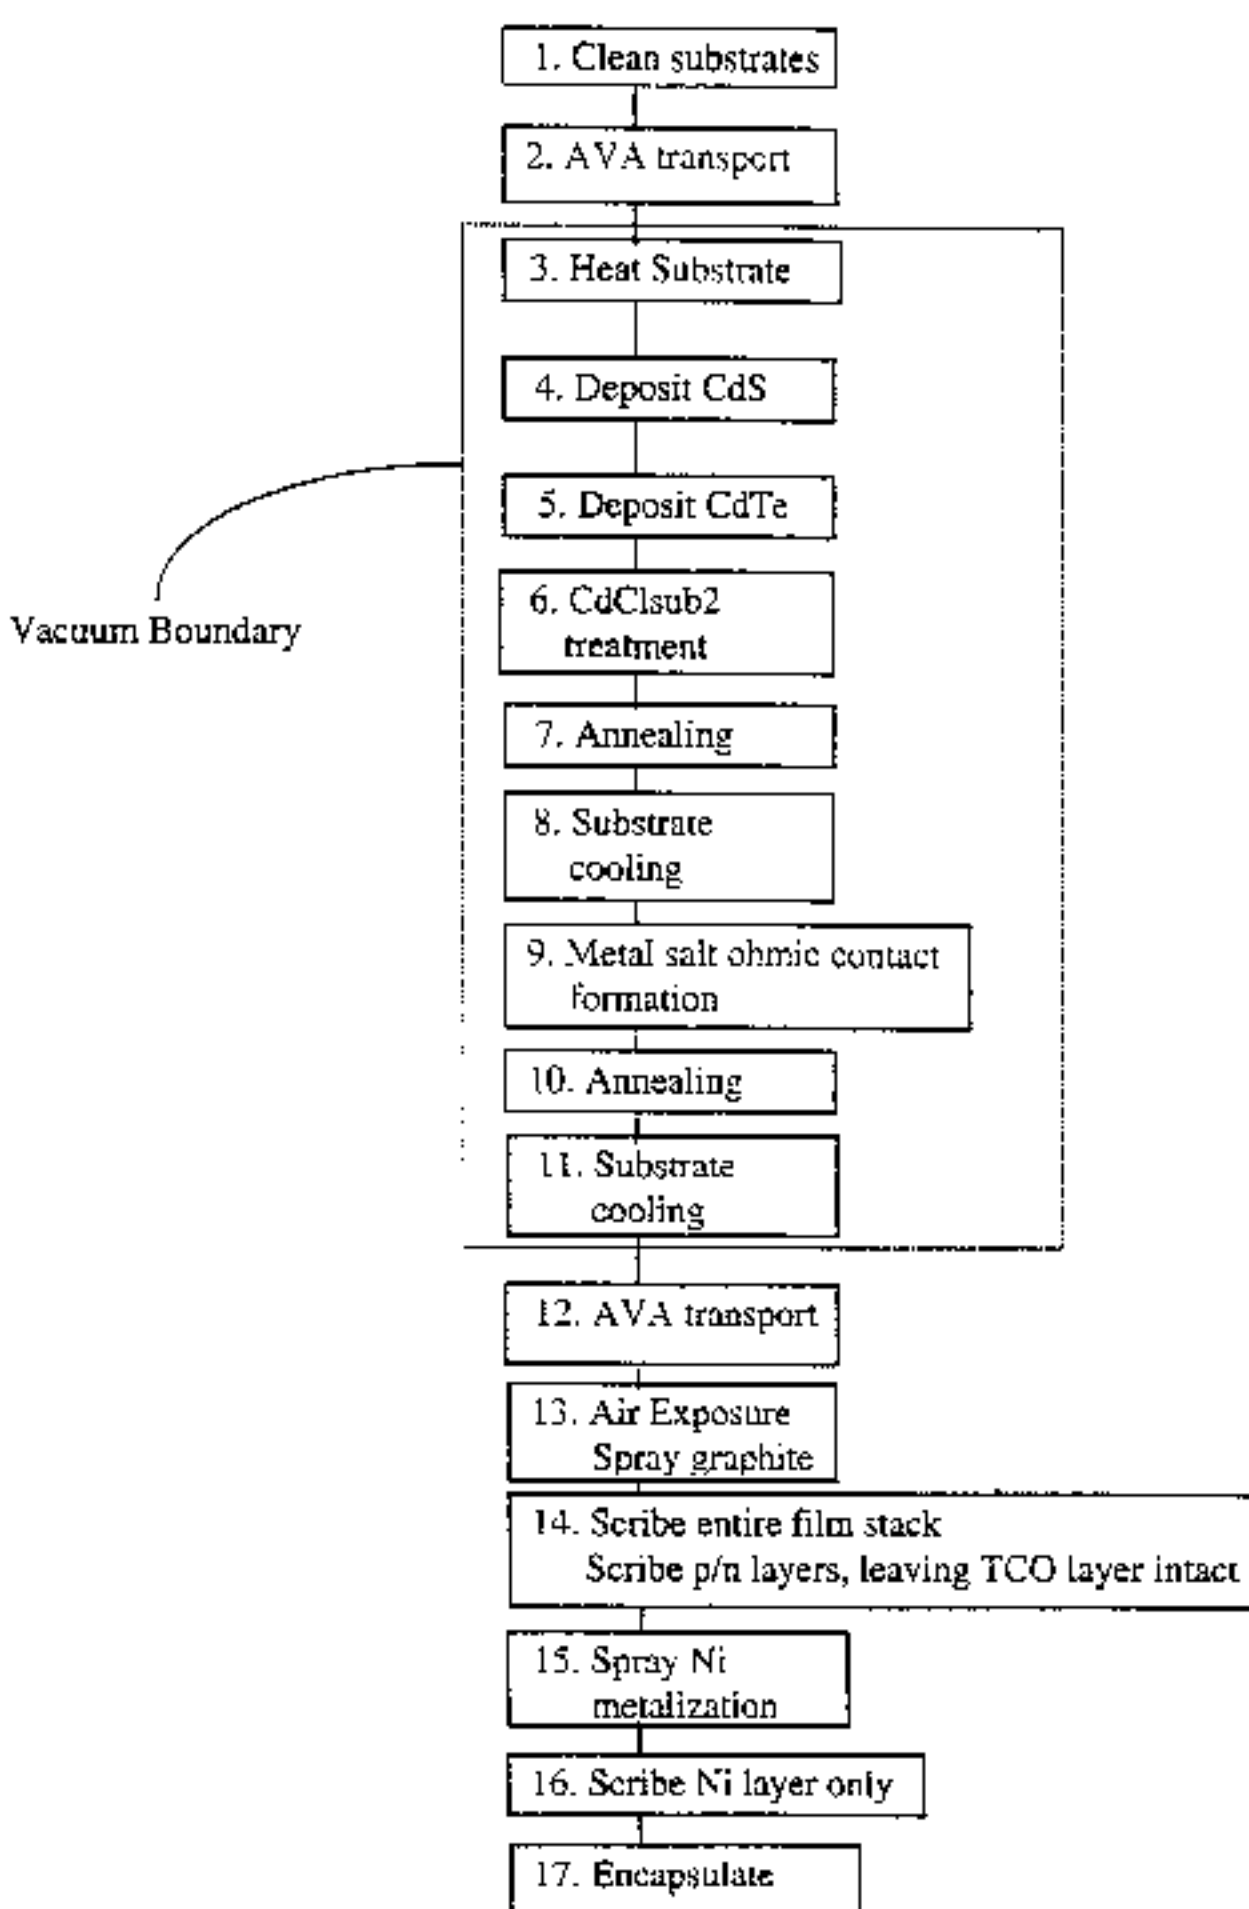 1. Clean substrates
2. AVA transport
3. Heat Substrate
4. Deposit CdS
5. Deposit CdTe
6. CdClsub2
treatment
Vacuum Boundary
7. Annealing
8. Substrate
cooling
9. Metal salt ohmic contact
formation
10. Annealing
11. Substrate
cooling
12. AVA transport
13. Air Exposure
Spray graphite
14. Scribe entire film stack
Scribe p/n layers, leaving TCO layer intact
15. Spray Ni
metalization
16. Scribe Ni layer only
17. Encapsulate